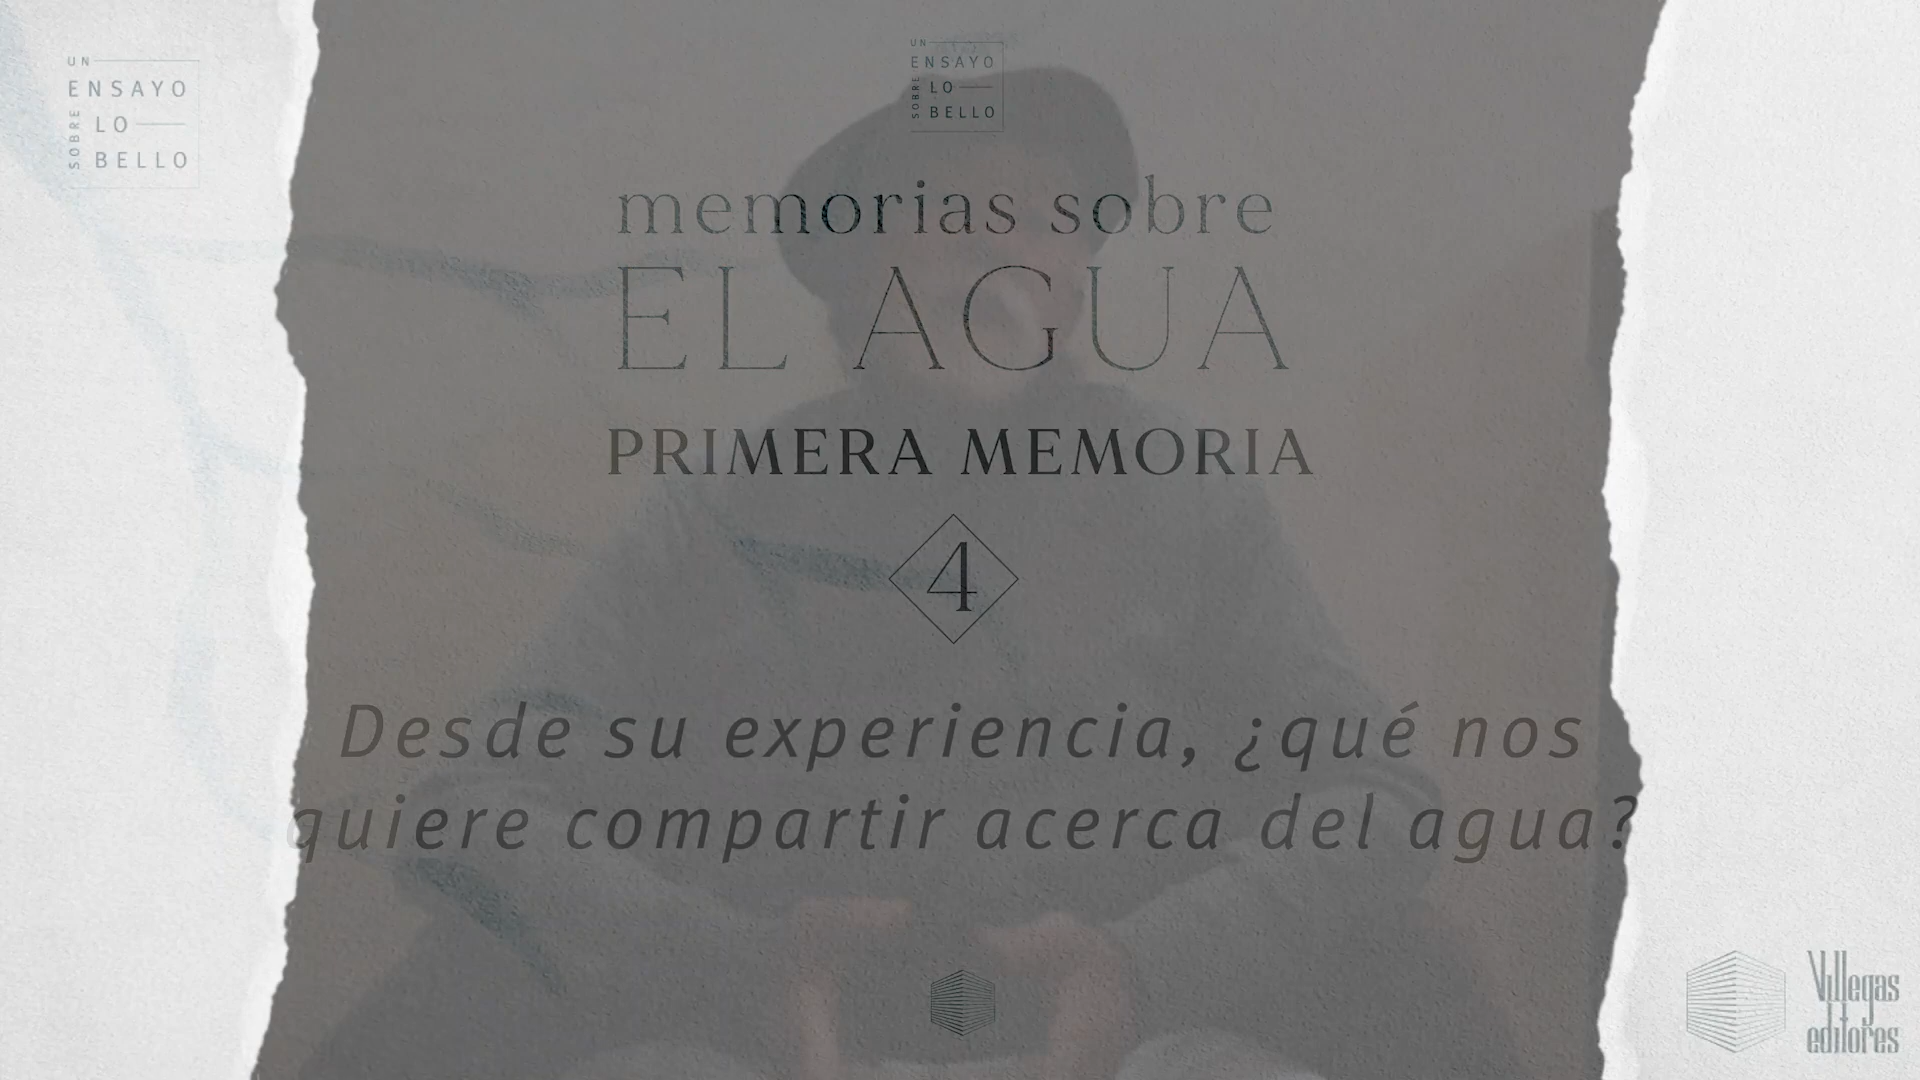 UN
ENSAYO
SOBRE
LO
BELLO
UN
ENSAYO
SOBRE
LO
BELLO
memorias sobre
EL AGUA
PRIMERA MEMORIA
4
Desde su experiencia, ¿qué nos
quiere compartir acerca del agua?
Villegas
editores